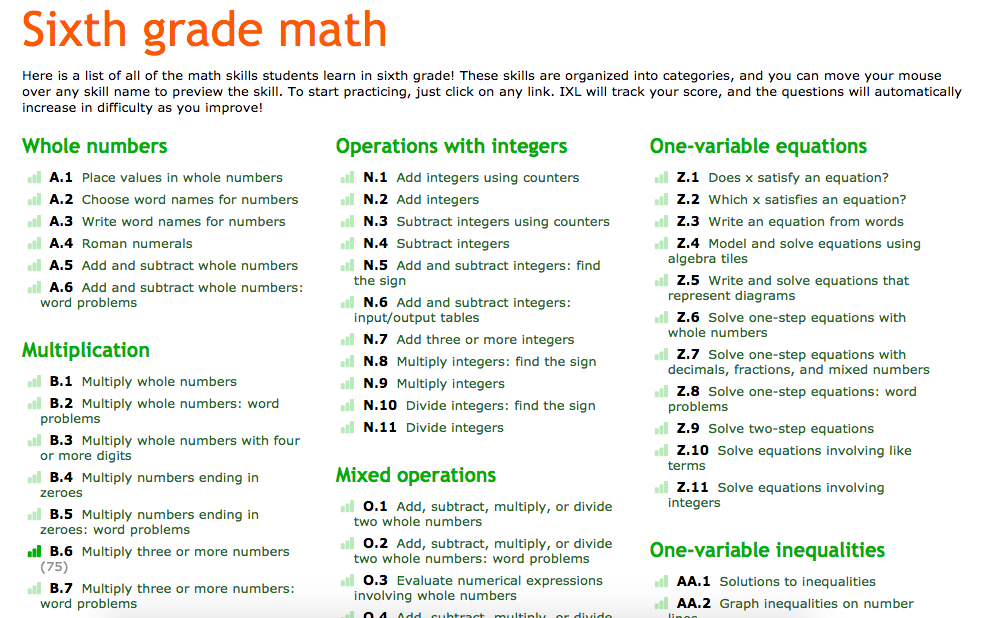 Sixth grade math
Here is a list of all of the math skills students learn in sixth grade! These skills are organized into categories, and you can move your mouse
over any skill name to preview the skill. To start practicing, just click on any link. IXL will track your score, and the questions will automatically
increase in difficulty as you improve!
Whole numbers
A.1 Place values in whole numbers
A.2 Choose word names for numbers
A.3 Write word names for numbers
A.4 Roman numerals
A.5 Add and subtract whole numbers
A.6 Add and subtract whole numbers:
word problems
Multiplication
B.1 Multiply whole numbers
B.2 Multiply whole numbers: word
problems
B.3 Multiply whole numbers with four
or more digits
B.4 Multiply numbers ending in
zeroes
B.5 Multiply numbers ending in
zeroes: word problems
B.6 Multiply three or more numbers
(75)
B.7 Multiply three or more numbers:
word problems
Operations with integers
N.1 Add integers using counters
N.2 Add integers
N.3 Subtract integers using counters
N.4 Subtract integers
N.5 Add and subtract integers: find
the sign
N.6 Add and subtract integers:
input/output tables
N.7 Add three or more integers
N.8 Multiply integers: find the sign
N.9 Multiply integers
N.10 Divide integers: find the sign
N.11 Divide integers
Mixed operations
O.1 Add, subtract, multiply, or divide
two whole numbers
O.2 Add, subtract, multiply, or divide
two whole numbers: word problems
O.3 Evaluate numerical expressions
involving whole numbers
O.4 Add, subtract, multiply, or divide
One-variable equations
Z.1 Does x satisfy an equation?
Z.2 Which x satisfies an equation?
Z.3 Write an equation from words
Z.4 Model and solve equations using
algebra tiles
Z.5 Write and solve equations that
represent diagrams
Z.6 Solve one-step equations with
whole numbers
Z.7 Solve one-step equations with
decimals, fractions, and mixed numbers
Z.8 Solve one-step equations: word
problems
Z.9 Solve two-step equations
Z.10 Solve equations involving like
terms
Z.11 Solve equations involving
integers
One-variable inequalities
AA.1 Solutions to inequalities
AA.2 Graph inequalities on number
lines